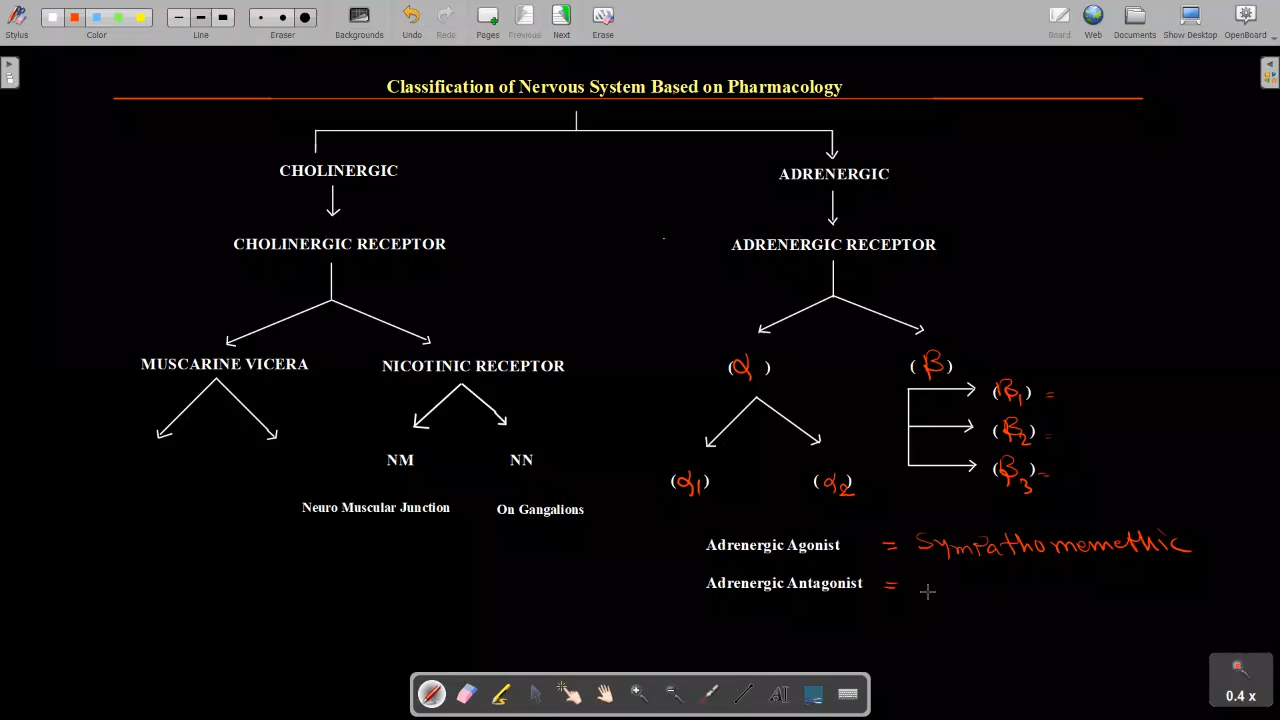 Stylus Color Line Eraser Backgrounds Undo Redo Pages Previous Next Erase Board Web Documents Show Desktop OpenBoard
Classification of Nervous System Based on Pharmacology
CHOLINERGIC
ADRENERGIC
CHOLINERGIC RECEPTOR
ADRENERGIC RECEPTOR
MUSCARINE VICERA
NICOTINIC RECEPTOR
(α)
(β)
(β1) =
(β2) =
(β3) =
NM
NN
(α1)
(α2)
Neuro Muscular Junction
On Gangalions
Adrenergic Agonist = Sympathomemethic
Adrenergic Antagonist =
0.4 x